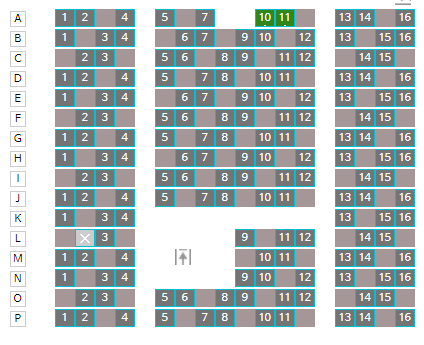 A 1 2 4 5 7 10 11 13 14 16
B 1 3 4 6 7 9 10 12 13 15 16
C 2 3 5 6 8 9 11 12 14 15
D 1 2 4 5 7 8 10 11 13 14 16
E 1 3 4 6 7 9 10 12 13 15 16
F 2 3 5 6 8 9 11 12 14 15
G 1 2 4 5 7 8 10 11 13 14 16
H 1 3 4 6 7 9 10 12 13 15 16
I 2 3 5 6 8 9 11 12 14 15
J 1 2 4 5 7 8 10 11 13 14 16
K 1 3 4 13 15 16
L 3 9 11 12 14 15
M 1 2 4 10 11 13 14 16
N 1 3 4 9 10 12 13 15 16
O 2 3 5 6 8 9 11 12 14 15
P 1 2 4 5 7 8 10 11 13 14 16